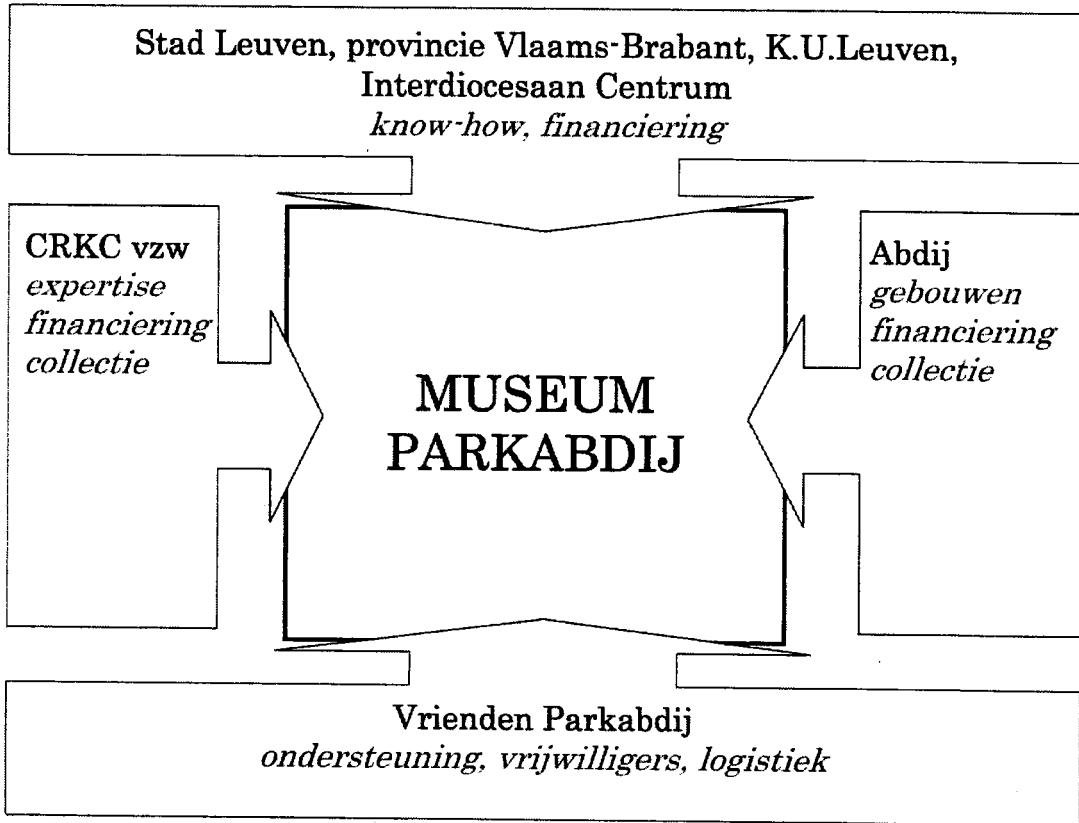 Stad Leuven, provincie Vlaams-Brabant, K.U.Leuven,
Interdiocesaan Centrum
know-how, financiering
CRKC vzw
expertise
financiering
collectie
Abdij
gebouwen
financiering
collectie
MUSEUM
PARKABDIJ
Vrienden Parkabdij
ondersteuning, vrijwilligers, logistiek